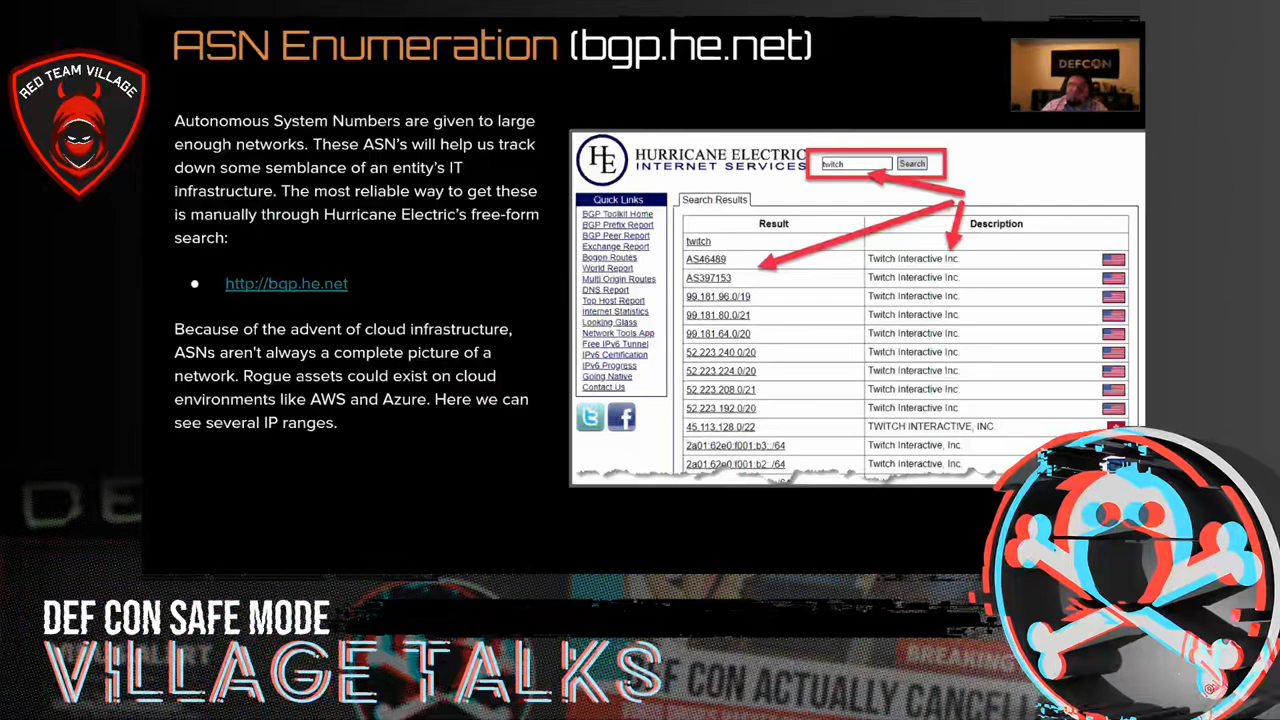 ASN Enumeration (bgp.he.net)
RED TEAM VILLAGE
DEFCON
Autonomous System Numbers are given to large
enough networks. These ASN's will help us track
down some semblance of an entity's IT
infrastructure. The most reliable way to get these
is manually through Hurricane Electric's free-form
search:
● http://bgp.he.net
Because of the advent of cloud infrastructure,
ASNs aren't always a complete picture of a
network. Rogue assets could exist on cloud
environments like AWS and Azure. Here we can
see several IP ranges.
HE
HURRICANE ELECTRIC
INTERNET SERVICES
twitch
Search
Quick Links
BGP Toolkit Home
BGP Prefix Report
BGP Peer Report
Exchange Report
Bogon Routes
World Report
Multi Origin Routes
DNS Report
Top Host Report
Internet Statistics
Looking Glass
Network Tools App
Free IPv6 Tunnel
IPv6 Certification
IPv6 Progress
Going Native
Contact Us
Search Results
Result Description
twitch
AS46489 Twitch Interactive Inc.
AS397153 Twitch Interactive Inc.
99.181.96.0/19 Twitch Interactive Inc.
99.181.80.0/21 Twitch Interactive Inc.
99.181.64.0/20 Twitch Interactive Inc.
52.223.240.0/20 Twitch Interactive Inc.
52.223.224.0/20 Twitch Interactive Inc.
52.223.208.0/21 Twitch Interactive Inc.
52.223.192.0/20 Twitch Interactive Inc.
45.113.128.0/22 TWITCH INTERACTIVE, INC.
2a01:62e0:f001:b3::/64 Twitch Interactive, Inc.
2a01:62e0:f001:b2::/64 Twitch Interactive, Inc.
DEF CON SAFE MODE
VILLAGE TALKS
DEF CON ACTUALLY CANCEL